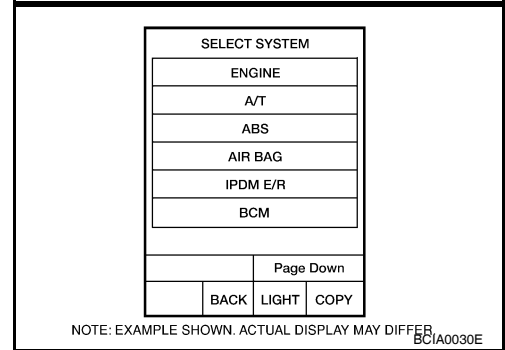 SELECT SYSTEM
ENGINE
A/T
ABS
AIR BAG
IPDM E/R
BCM
Page Down
BACK LIGHT COPY
NOTE: EXAMPLE SHOWN. ACTUAL DISPLAY MAY DIFFER.
BCIA0030E